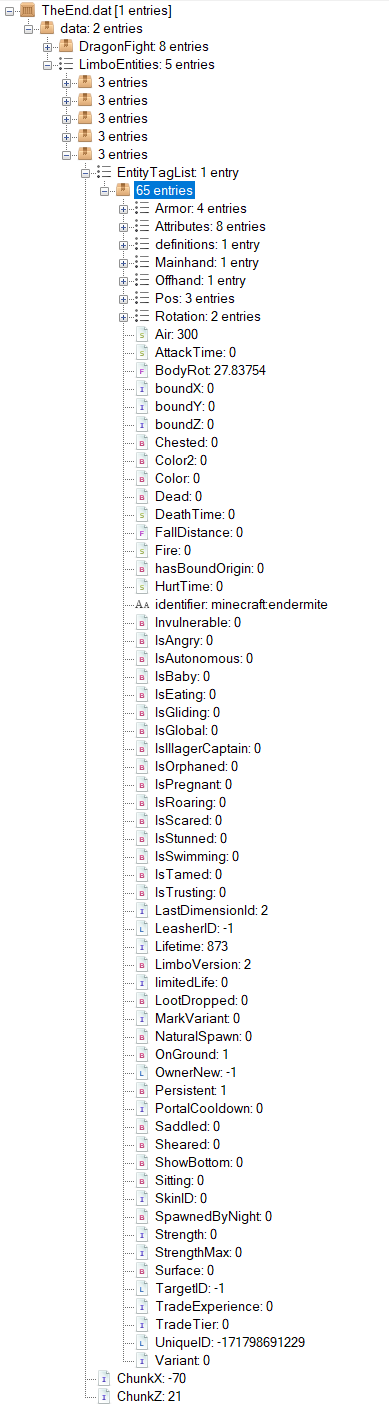 TheEnd.dat [1 entries]
data: 2 entries
DragonFight: 8 entries
LimboEntities: 5 entries
3 entries
3 entries
3 entries
3 entries
3 entries
EntityTagList: 1 entry
65 entries
Armor: 4 entries
Attributes: 8 entries
definitions: 1 entry
Mainhand: 1 entry
Offhand: 1 entry
Pos: 3 entries
Rotation: 2 entries
S Air: 300
S AttackTime: 0
F BodyRot: 27.83754
I boundX: 0
I boundY: 0
I boundZ: 0
B Chested: 0
B Color2: 0
B Color: 0
B Dead: 0
S DeathTime: 0
F FallDistance: 0
S Fire: 0
B hasBoundOrigin: 0
S HurtTime: 0
AA identifier: minecraft:endermite
B Invulnerable: 0
B IsAngry: 0
B IsAutonomous: 0
B IsBaby: 0
B IsEating: 0
B IsGliding: 0
B IsGlobal: 0
B IsIllagerCaptain: 0
B IsOrphaned: 0
B IsPregnant: 0
B IsRoaring: 0
B IsScared: 0
B IsStunned: 0
B IsSwimming: 0
B IsTamed: 0
B IsTrusting: 0
I LastDimensionId: 2
L LeasherID: -1
I Lifetime: 873
B LimboVersion: 2
I limitedLife: 0
B LootDropped: 0
I MarkVariant: 0
B NaturalSpawn: 0
B OnGround: 1
L OwnerNew: -1
B Persistent: 1
I PortalCooldown: 0
B Saddled: 0
B Sheared: 0
B ShowBottom: 0
B Sitting: 0
I SkinID: 0
B SpawnedByNight: 0
I Strength: 0
I StrengthMax: 0
B Surface: 0
L TargetID: -1
I TradeExperience: 0
I TradeTier: 0
L UniqueID: -171798691229
I Variant: 0
I ChunkX: -70
I ChunkZ: 21